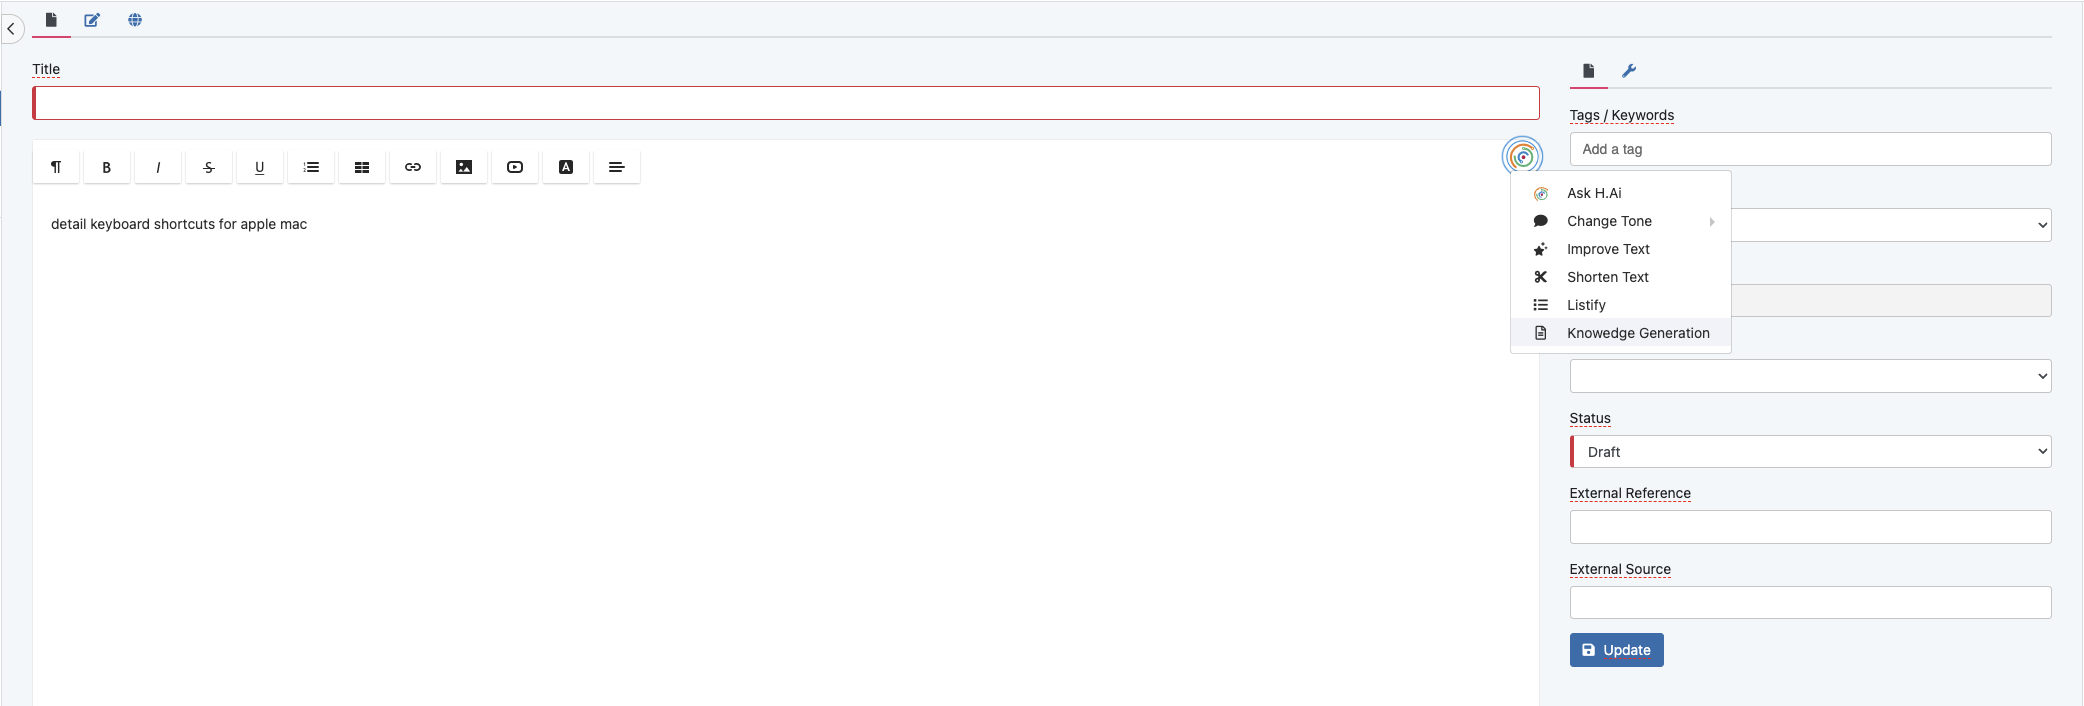 Title
B I S U A
detail keyboard shortcuts for apple mac
Ask H.Ai
Change Tone
Improve Text
Shorten Text
Listify
Knowedge Generation
Tags / Keywords
Add a tag
Status
Draft
External Reference
External Source
Update